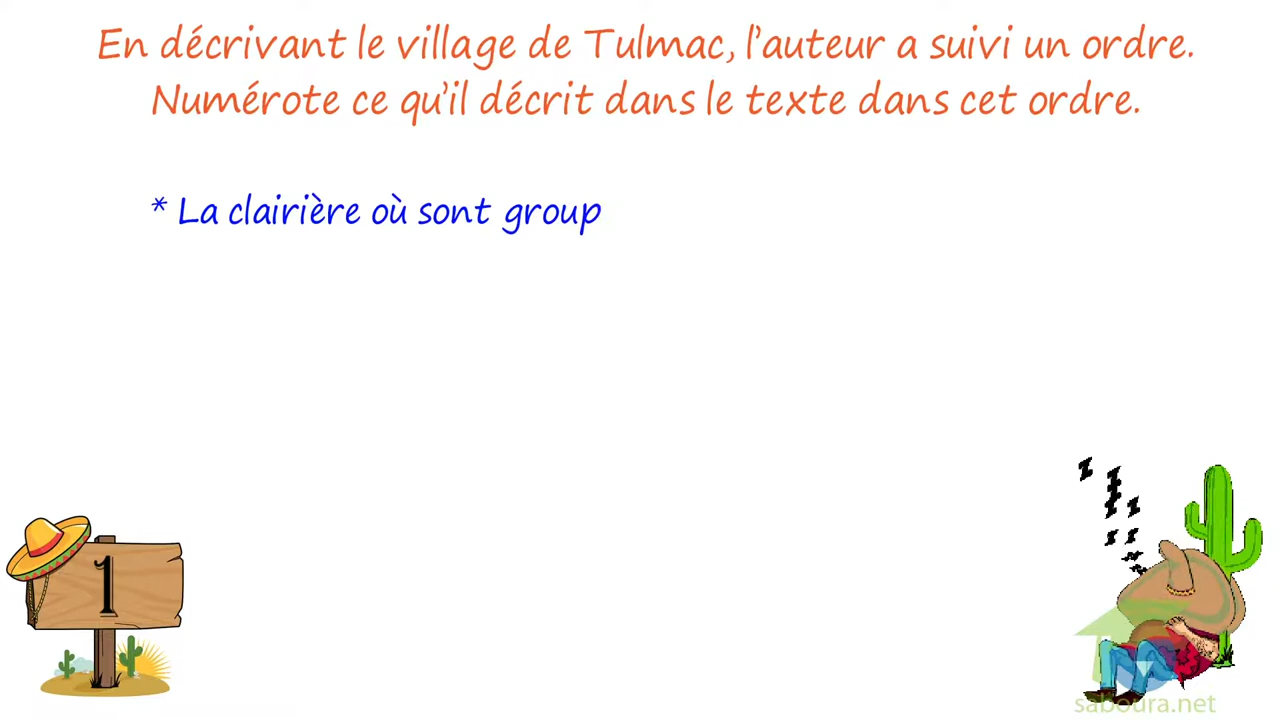 En décrivant le village de Tulmac, l'auteur a suivi un ordre.
Numérote ce qu'il décrit dans le texte dans cet ordre.
* La clairière où sont group
z
z
z
z z
z z
z
z
1
saboura.net